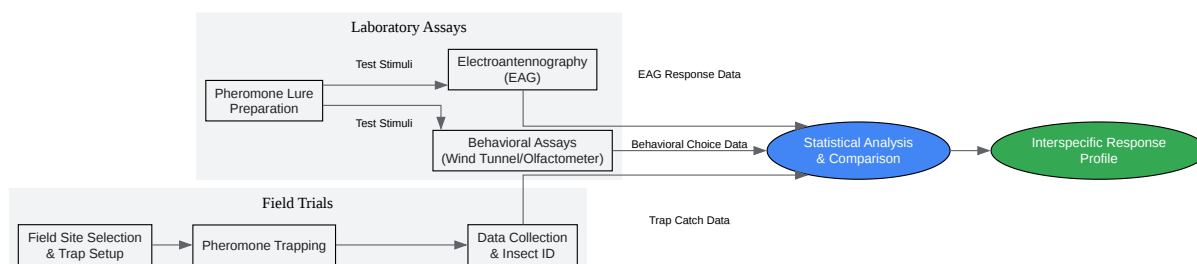 Laboratory Assays
Test Stimuli
Electroantennography
(EAG)
EAG Response Data
Pheromone Lure
Preparation
Test Stimuli
Behavioral Assays
(Wind Tunnel/Olfactometer)
Behavioral Choice Data
Statistical Analysis
& Comparison
Interspecific Response
Profile
Field Trials
Trap Catch Data
Field Site Selection
& Trap Setup
Pheromone Trapping
Data Collection
& Insect ID